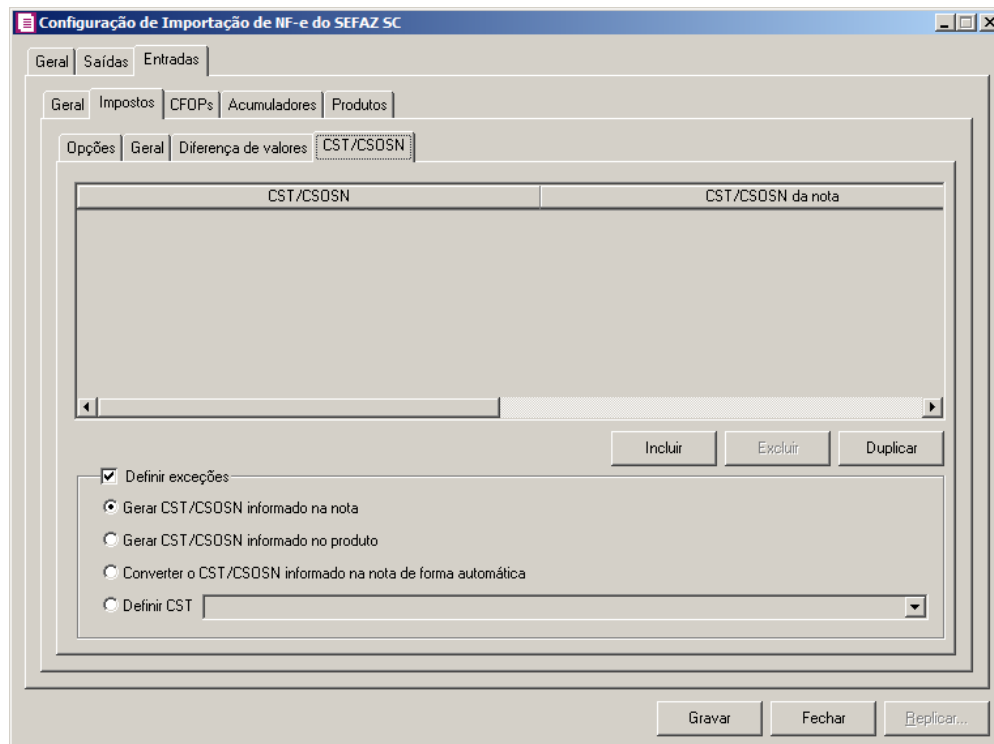 Configuração de Importação de NF-e do SEFAZ SC
Geral Saídas Entradas
Geral Impostos CFOPs Acumuladores Produtos
Opções Geral Diferença de valores CST/CSOSN
CST/CSOSN CST/CSOSN da nota
Incluir Excluir Duplicar
Definir exceções
Gerar CST/CSOSN informado na nota
Gerar CST/CSOSN informado no produto
Converter o CST/CSOSN informado na nota de forma automática
Definir CST
Gravar Fechar Replicar...